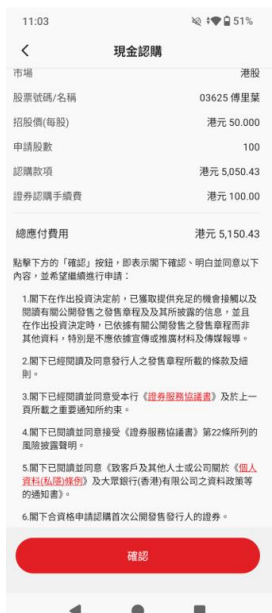 11:03
51%
現金認購
市場 港股
股票號碼/名稱 03625 傅里葉
招股價(每股) 港元 50.000
申請股數 100
認購款項 港元 5,050.43
證券認購手續費 港元 100.00
總應付費用 港元 5,150.43
點擊下方的「確認」按鈕，即表示閣下確認、明白並同意以下
內容，並希望繼續進行申請：
1.閣下在作出投資決定前，已獲取提供充足的機會接觸以及
閱讀有關公開發售之售章程及及其所披露的信息，並且
在作出投資決定時，已依據有關公開發售之售章程而非
其他資料，特別是不應依據宣傳或推廣材料及傳媒報導。
2.閣下已經閱讀及同意發行人之售章程所載的條款及細
則。
3.閣下已經閱讀並同意受本行《證券服務協議書》及於上一
頁所載之重要通知所約束。
4.閣下已閱讀並同意接受《證券服務協議書》第22條所列的
風險披露聲明。
5.閣下已閱讀並同意《致客戶及其他人士或公司關於《個人
資料(私隱)條例》及大眾銀行(香港)有限公司之資料政策等
的通知書》。
6.閣下合資格申請認購首次公開發售發行人的證券。
確認